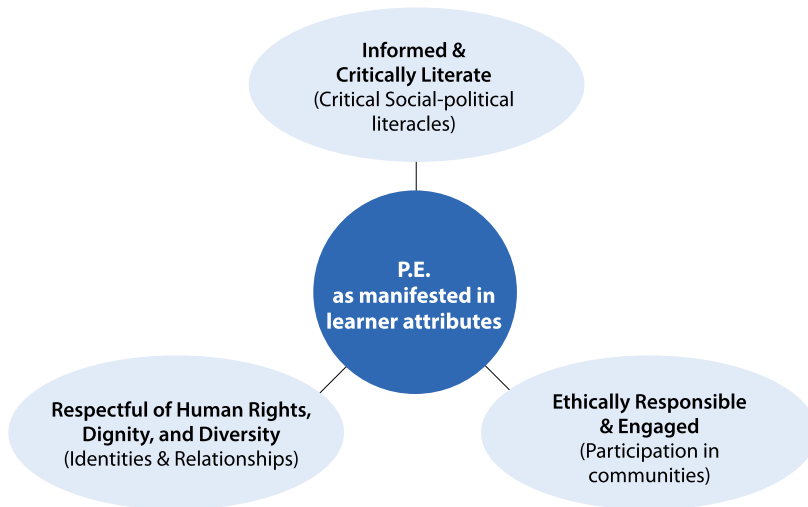 Informed &
Critically Literate
(Critical Social-political
literacles)
P.E.
as manifested in
learner attributes
Respectful of Human Rights,
Dignity, and Diversity
(Identities & Relationships)
Ethically Responsible
& Engaged
(Participation in
communities)